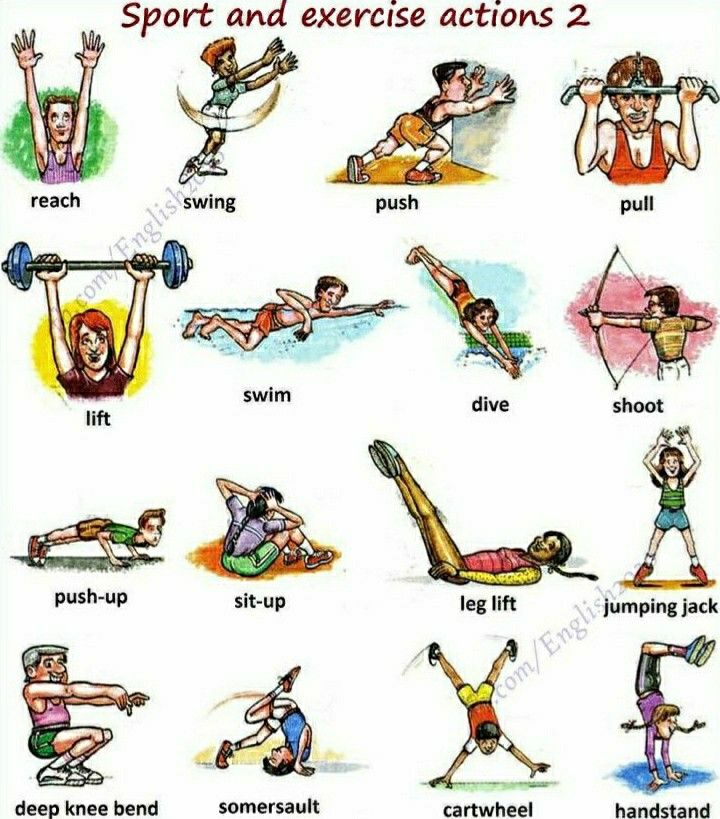 Sport and exercise actions 2
reach
swing
push
pull
lift
swim
dive
shoot
push-up
sit-up
leg lift
jumping jack
deep knee bend
somersault
cartwheel
handstand